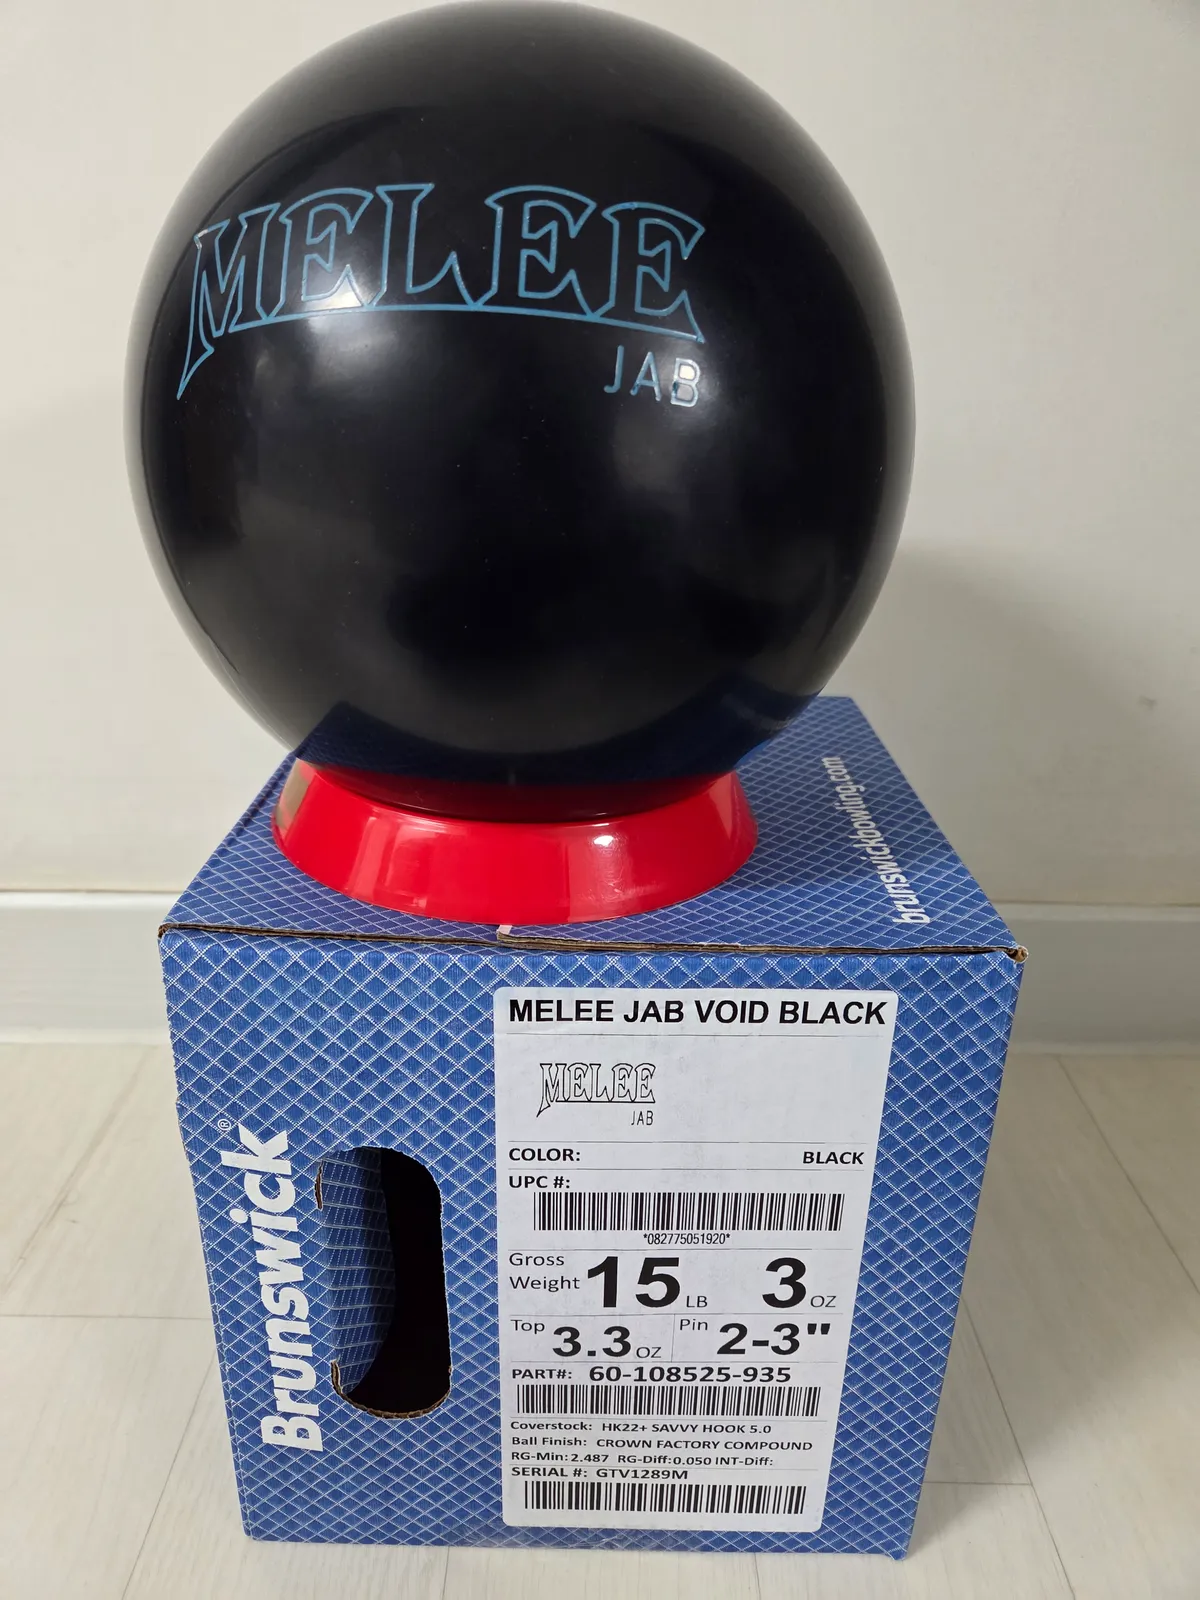 MELEE
JAB
brunswickbowling.com
Brunswick®
MELEE JAB VOID BLACK
MELEE
JAB
COLOR: BLACK
UPC #:
*082775051920*
Gross Weight 15 LB 3 OZ
Top 3.3 OZ Pin 2-3"
PART#: 60-108525-935
Coverstock: HK22+ SAVVY HOOK 5.0
Ball Finish: CROWN FACTORY COMPOUND
RG-Min: 2.487 RG-Diff: 0.050 INT-Diff:
SERIAL #: GTV1289M